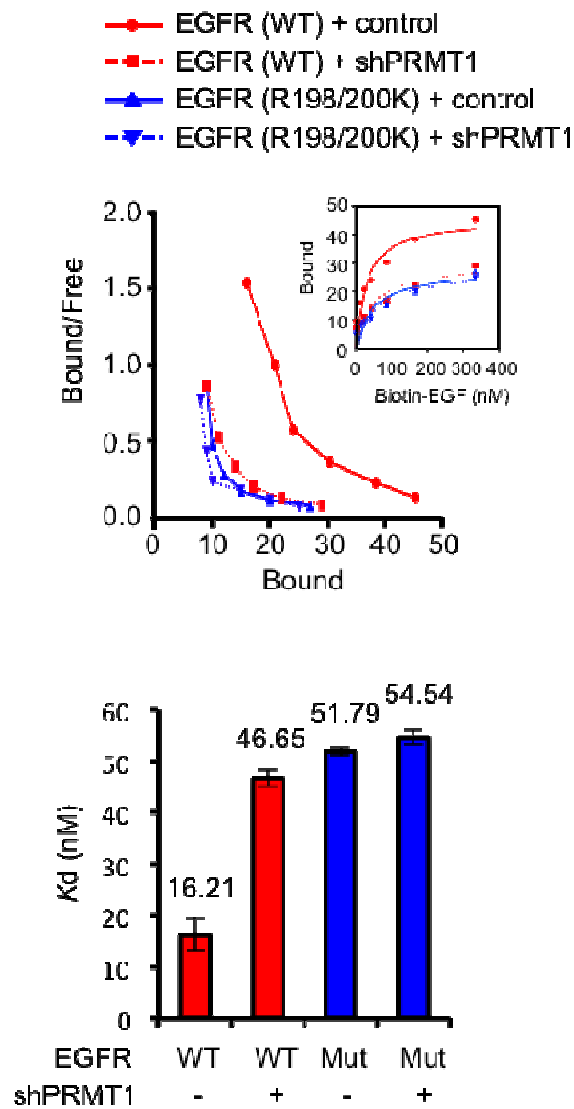 EGFR (WT) + control
EGFR (WT) + shPRMT1
EGFR (R198/200K) + control
EGFR (R198/200K) + shPRMT1
2.0
1.5
1.0
0.5
0.0
Bound/Free
0 10 20 30 40 50
Bound
50
40
30
20
10
0
Bound
0 100 200 300 400
Biotin-EGF (nM)
60
50
40
30
20
10
0
Kd (nM)
16.21
46.65
51.79
54.54
EGFR WT WT Mut Mut
shPRMT1 - + - +